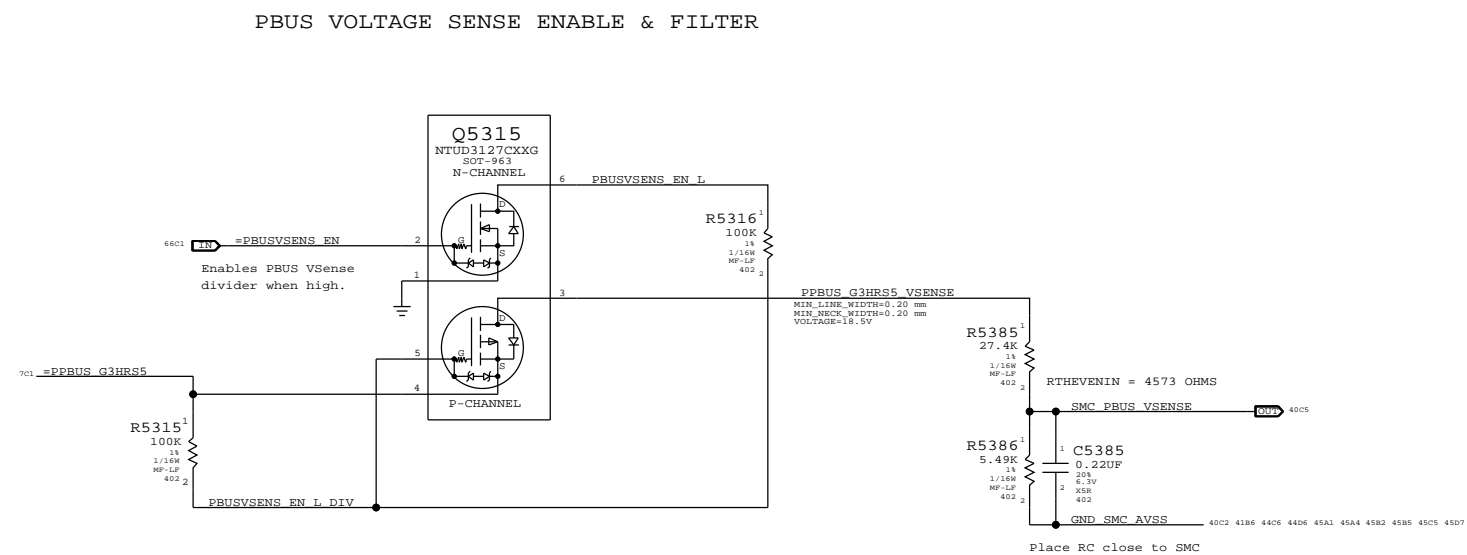 PBUS VOLTAGE SENSE ENABLE & FILTER
Q5315
NTUD3127CXXG
SOT-963
N-CHANNEL
6
PBUSVSENS_EN_L
D
R5316
1
100K
1%
1/16W
MF-LF
402
2
66C1
IN
=PBUSVSENS_EN
2
G
S
Enables PBUS VSense
divider when high.
1
3
PPBUS_G3HRS5_VSENSE
MIN_LINE_WIDTH=0.20 mm
MIN_NECK_WIDTH=0.20 mm
VOLTAGE=18.5V
D
5
G
S
4
P-CHANNEL
7C1
=PPBUS_G3HRS5
R5385
1
27.4K
1%
1/16W
MF-LF
402
2
RTHEVENIN = 4573 OHMS
SMC_PBUS_VSENSE
OUT
40C5
R5315
1
100K
1%
1/16W
MF-LF
402
2
PBUSVSENS_EN_L_DIV
R5386
1
5.49K
1%
1/16W
MF-LF
402
2
1
C5385
0.22UF
20%
6.3V
X5R
402
2
GND_SMC_AVSS
40C2 41B6 44C6 44D6 45A1 45A4 45B2 45B5 45C5 45D7
Place RC close to SMC